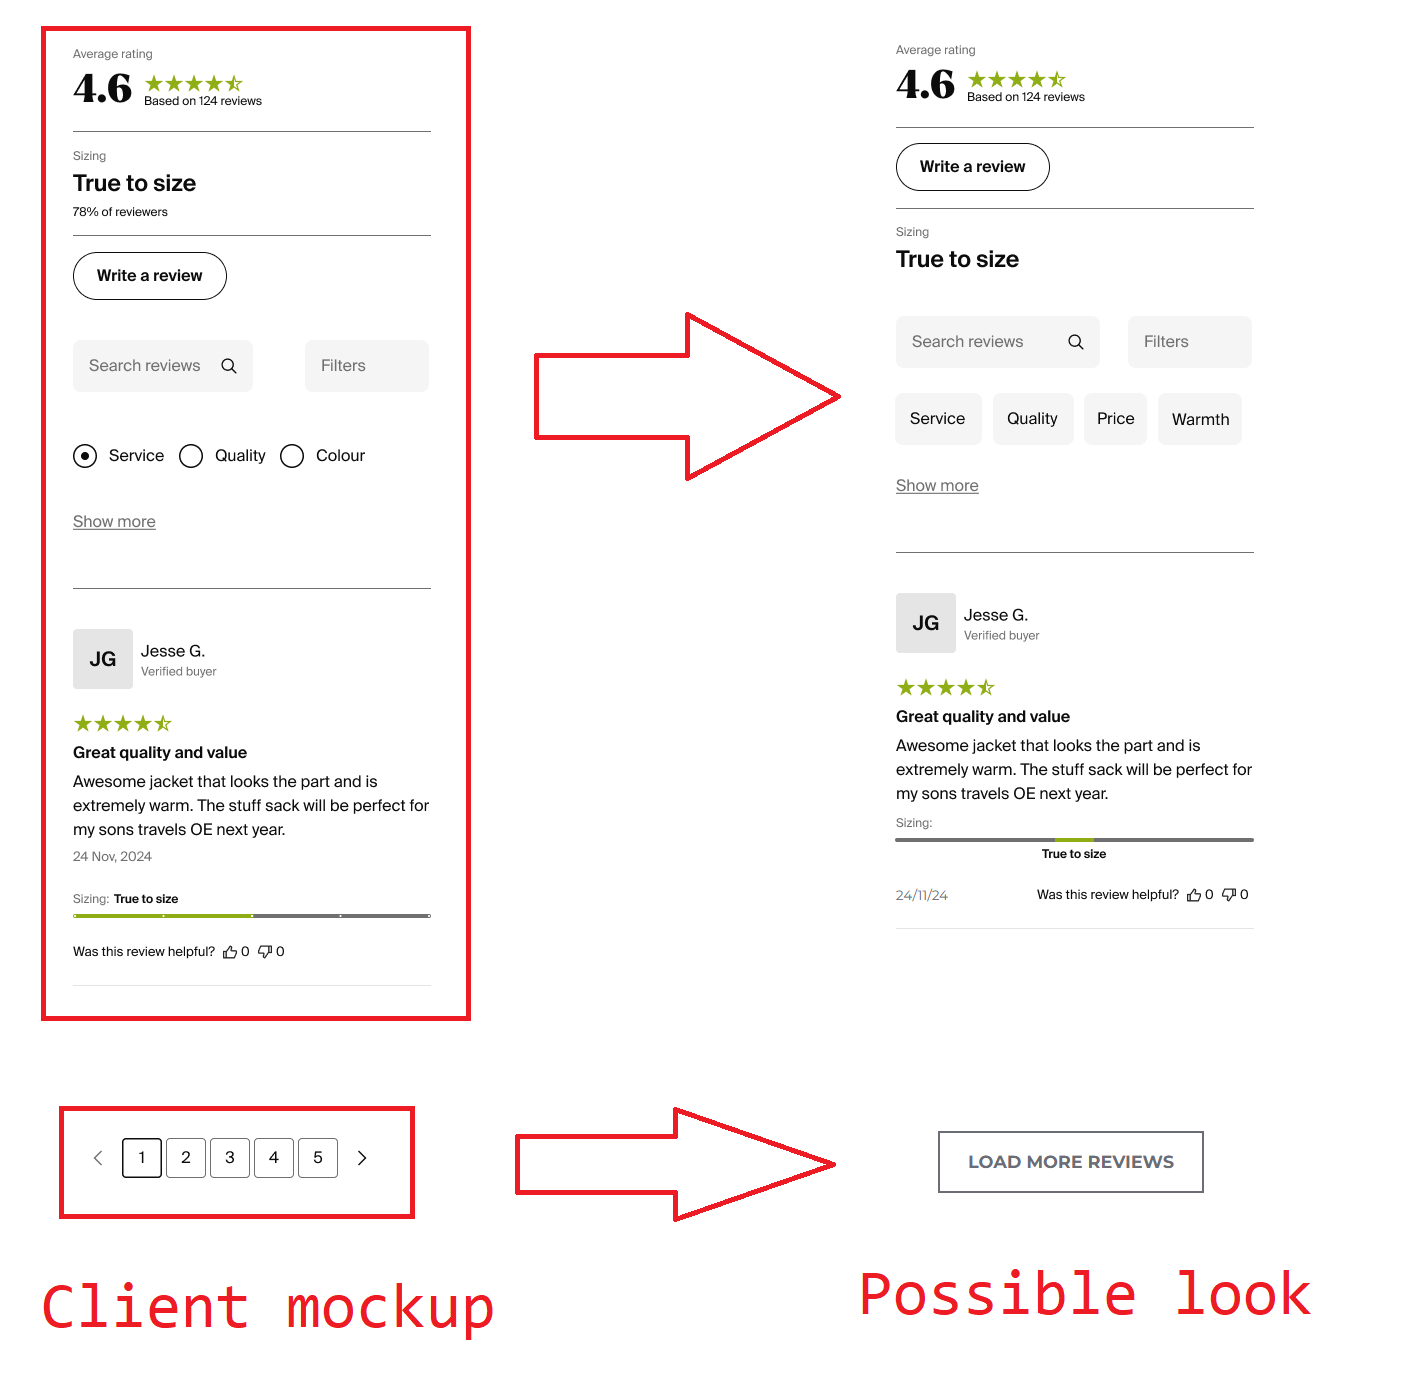 Average rating
4.6
Based on 124 reviews
Sizing
True to size
78% of reviewers
Write a review
Search reviews
Filters
Service Quality Colour
Show more
JG
Jesse G.
Verified buyer
Great quality and value
Awesome jacket that looks the part and is
extremely warm. The stuff sack will be perfect for
my sons travels OE next year.
24 Nov, 2024
Sizing: True to size
Was this review helpful? 0 0
1 2 3 4 5
Client mockup
Average rating
4.6
Based on 124 reviews
Write a review
Sizing
True to size
Search reviews
Filters
Service Quality Price Warmth
Show more
JG
Jesse G.
Verified buyer
Great quality and value
Awesome jacket that looks the part and is
extremely warm. The stuff sack will be perfect for
my sons travels OE next year.
Sizing:
True to size
24/11/24
Was this review helpful? 0 0
LOAD MORE REVIEWS
Possible look